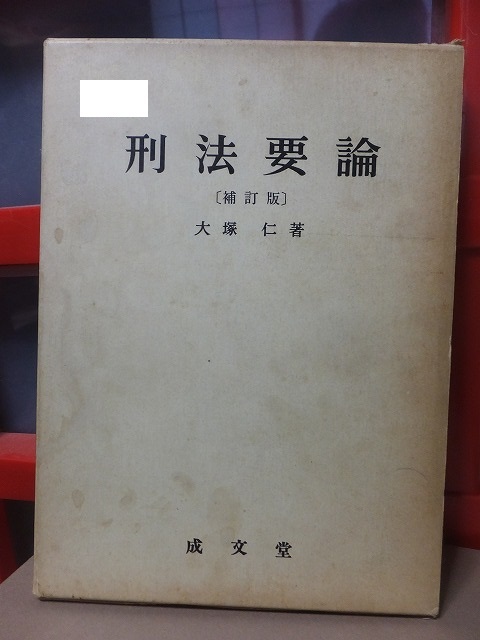 刑法要論
〔補訂版〕
大塚 仁著
成文堂